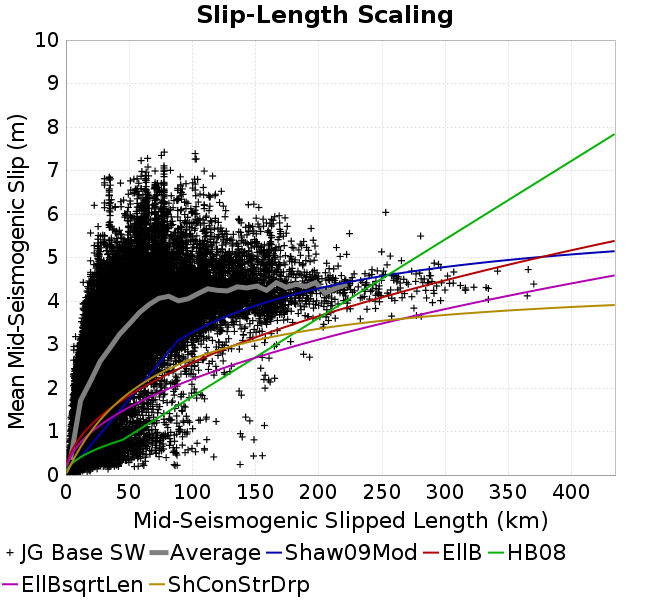 Slip-Length Scaling
Mean Mid-Seismogenic Slip (m)
10
9
8
7
6
5
4
3
2
1
0
0 50 100 150 200 250 300 350 400
Mid-Seismogenic Slipped Length (km)
JG Base SW Average Shaw09Mod EllB HB08
EllBsqrtLen ShConStrDrp